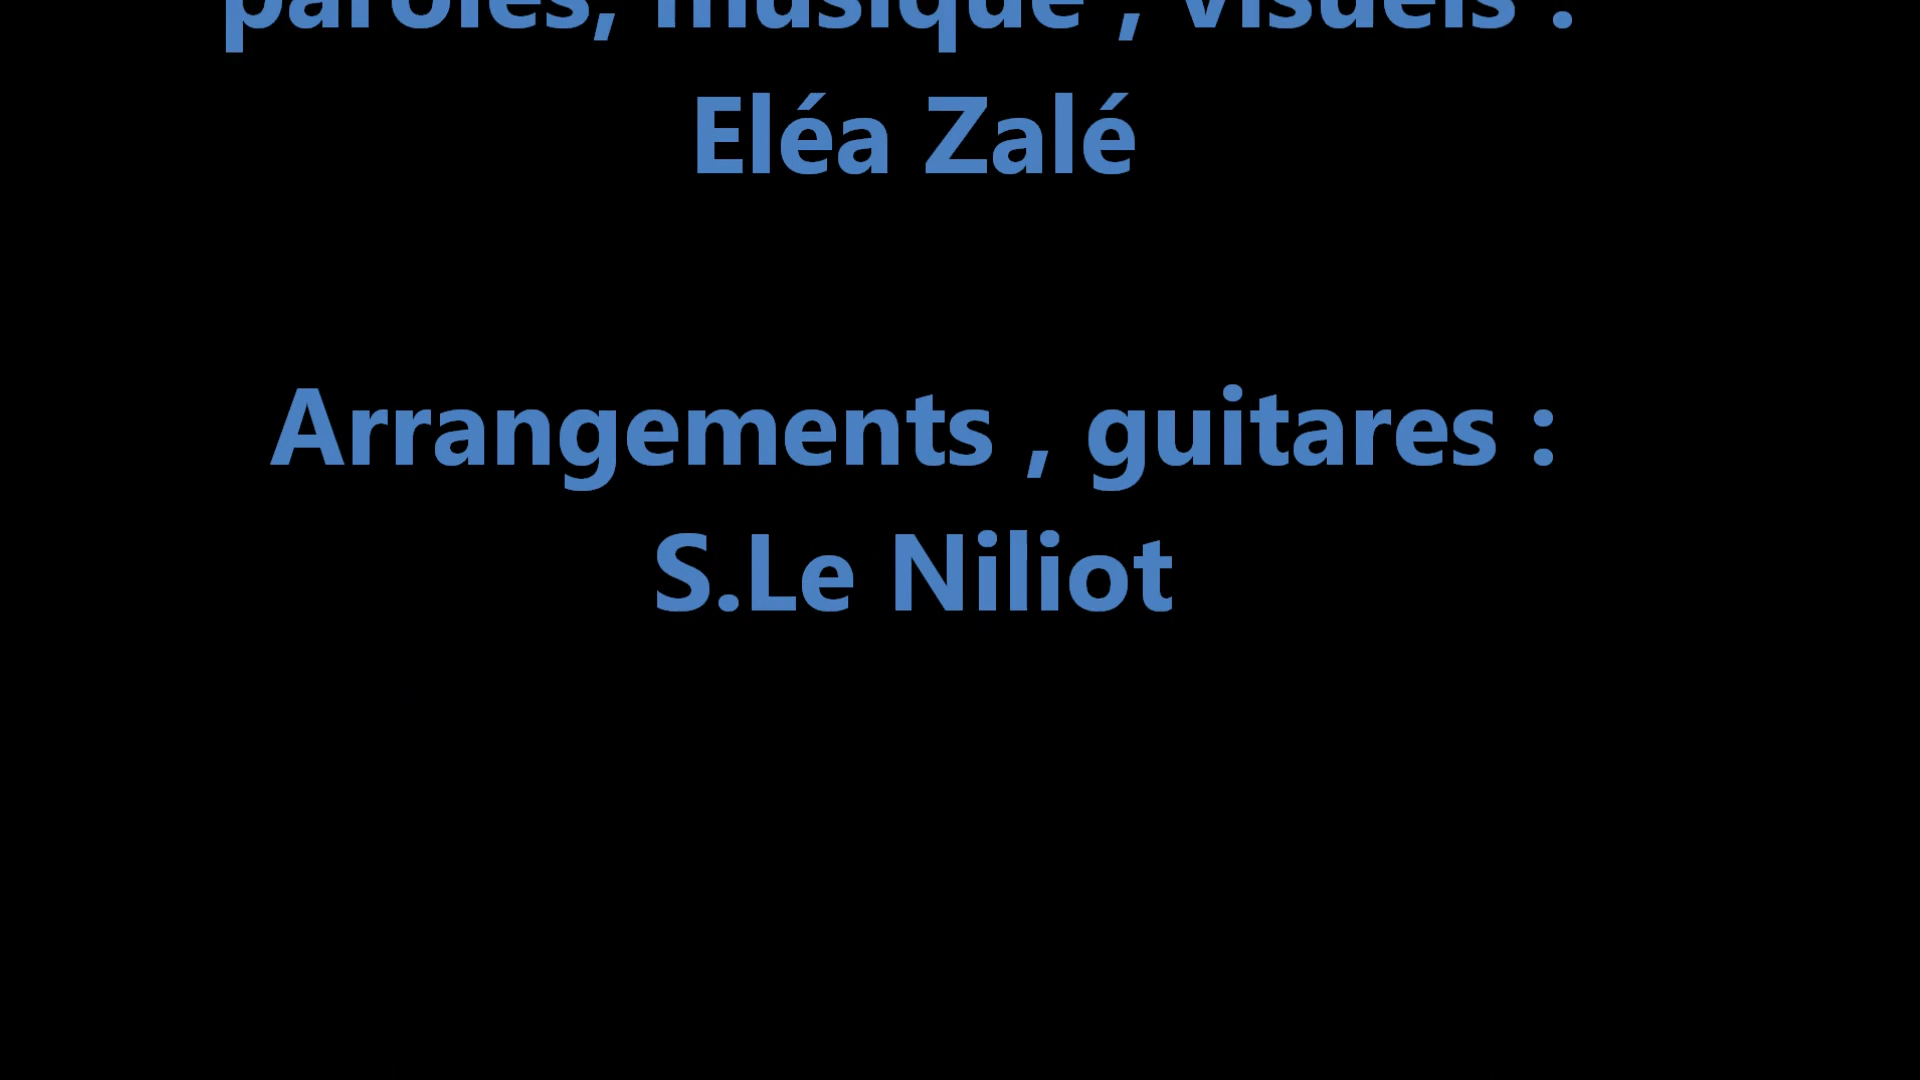 paroles, musique , visuels :
Eléa Zalé
Arrangements , guitares :
S.Le Niliot